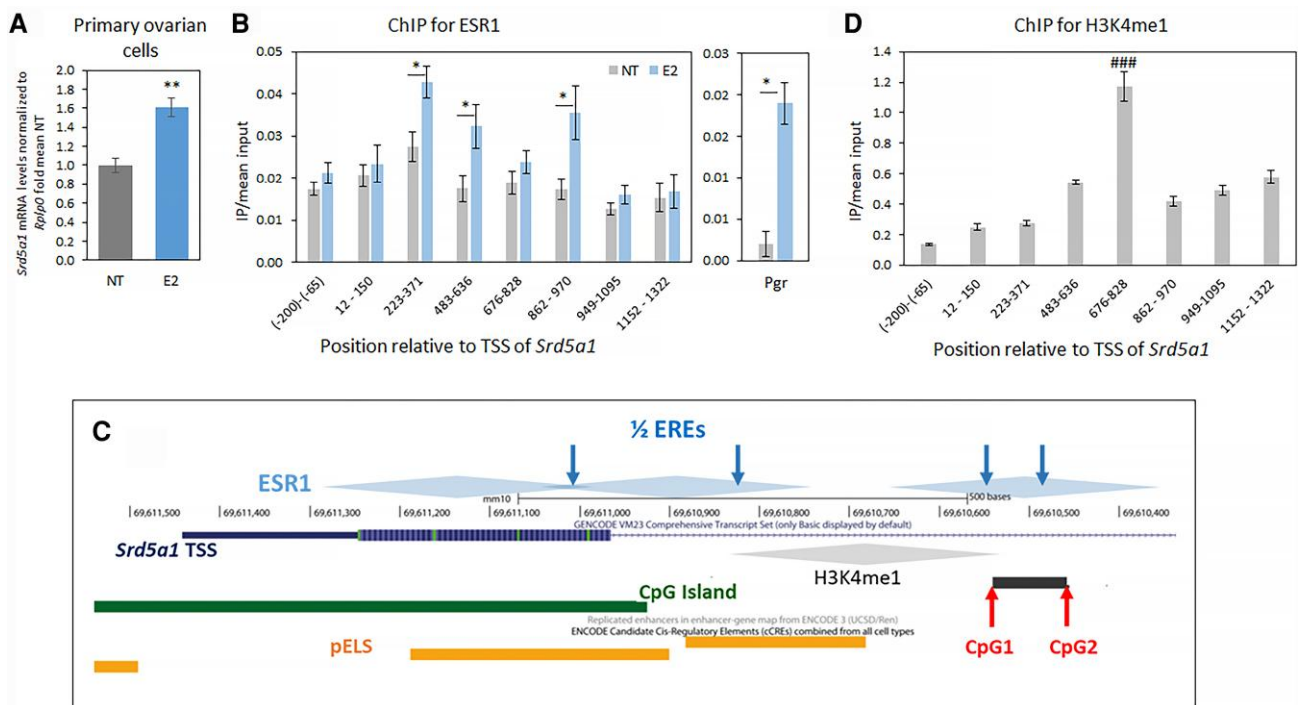 A
Primary ovarian
cells
Srd5a1 mRNA levels normalized to
Rplp0 fold mean NT
2.0
1.8
1.6
1.4
1.2
1.0
0.8
0.6
0.4
0.2
0.0
**
NT
E2
B
ChIP for ESR1
IP/mean input
0.05
0.04
0.03
0.02
0.01
0.00
*
*
*
NT
E2
(-200)-(-65)
12 - 150
223-371
483-636
676-828
862 - 970
949-1095
1152 - 1322
Position relative to TSS of Srd5a1
0.03
0.02
0.02
0.01
0.01
0.00
*
Pgr
D
ChIP for H3K4me1
IP/mean input
1.4
1.2
1.0
0.8
0.6
0.4
0.2
0.0
###
(-200)-(-65)
12 - 150
223-371
483-636
676-828
862 - 970
949-1095
1152 - 1322
Position relative to TSS of Srd5a1
C
½ EREs
ESR1
mm10
500 bases
69,611,500
69,611,400
69,611,300
69,611,200
69,611,100
69,611,000
69,610,900
69,610,800
69,610,700
69,610,600
69,610,500
69,610,400
GENCODE VM23 Comprehensive Transcript Set (only Basic displayed by default)
Srd5a1 TSS
H3K4me1
CpG Island
Replicated enhancers in enhancer-gene map from ENCODE 3 (UCSD/Ren)
ENCODE Candidate Cis-Regulatory Elements (cCREs) combined from all cell types
pELS
CpG1
CpG2